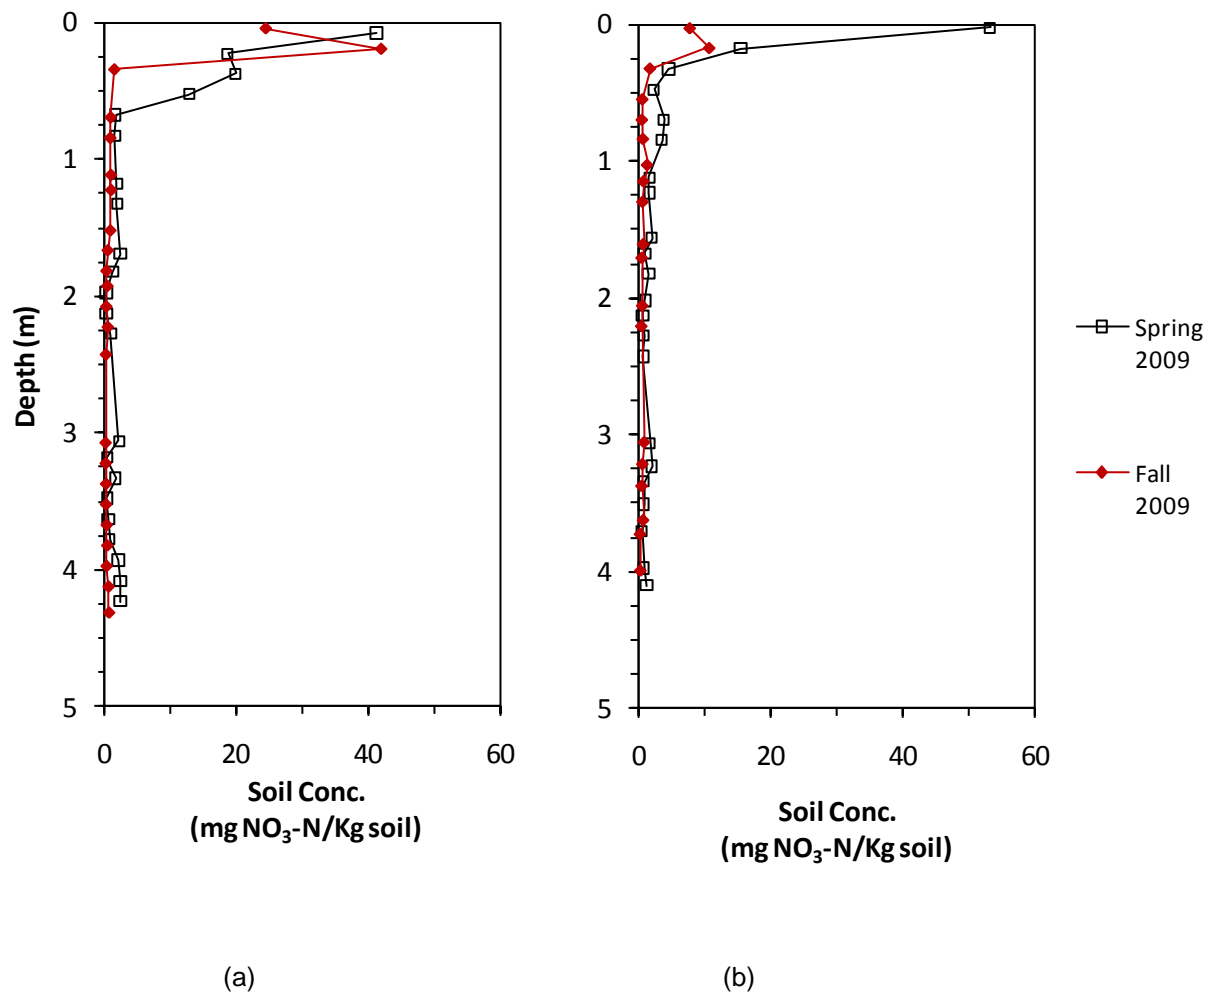 0
1
2
3
4
5
Depth (m)
0 20 40 60
Soil Conc.
(mg NO₃-N/Kg soil)
(a)
0
1
2
3
4
5
0 20 40 60
Soil Conc.
(mg NO₃-N/Kg soil)
(b)
Spring
2009
Fall
2009